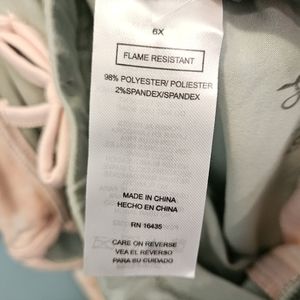 6X
FLAME RESISTANT
98% POLYESTER/ POLIESTER
2%SPANDEX/SPANDEX
MADE IN CHINA
HECHO EN CHINA
RN 16435
CARE ON REVERSE
VEA EL REVERSO
PARA SU CUIDADO